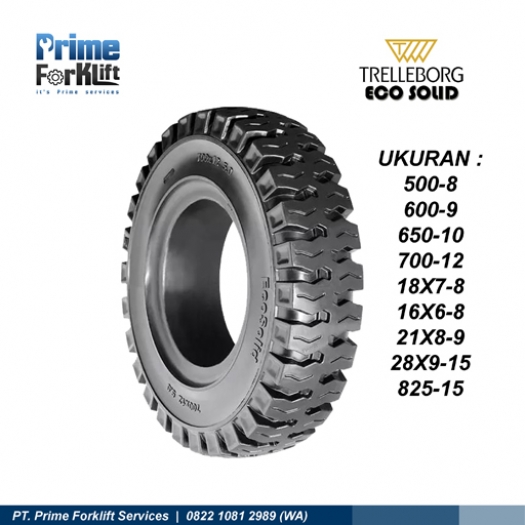 Prime
ForKlift
it's Prime services
TRELLEBORG
ECO SOLID
UKURAN :
500-8
600-9
650-10
700-12
18X7-8
16X6-8
21X8-9
28X9-15
825-15
EcoSolid
PT. Prime Forklift Services | 0822 1081 2989 (WA)